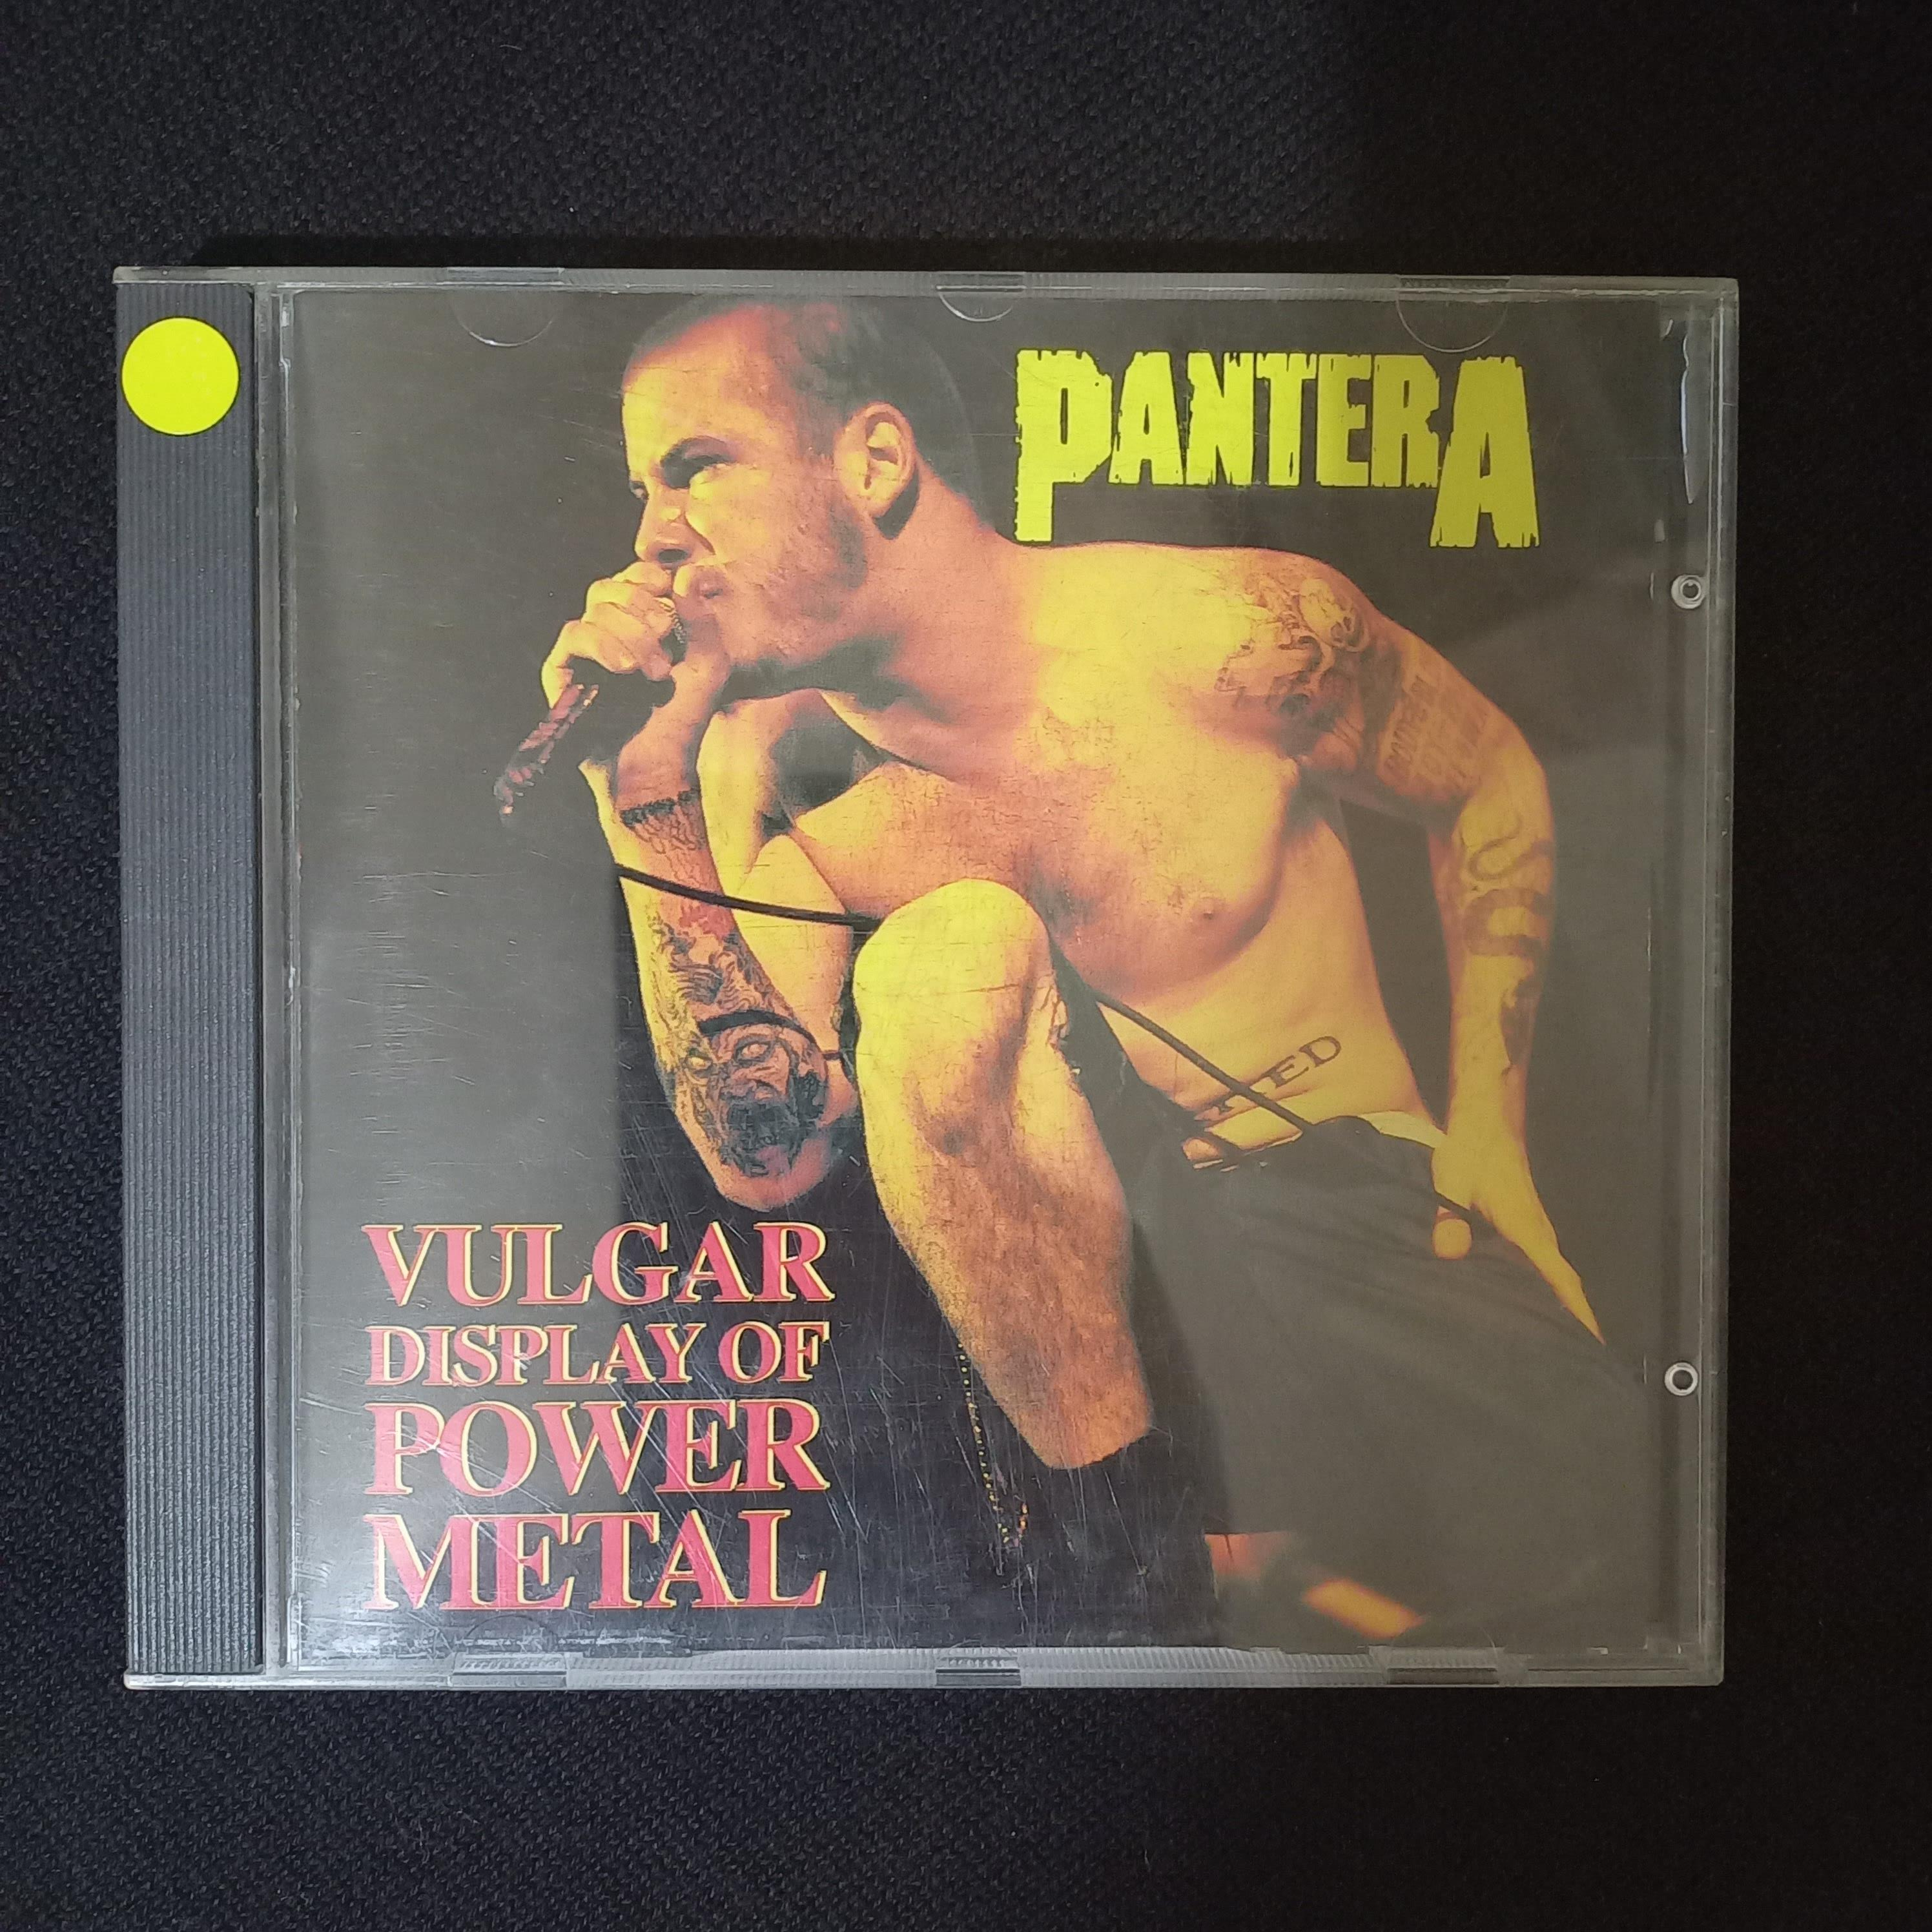 PANTERA
VULGAR
DISPLAY OF
POWER
METAL